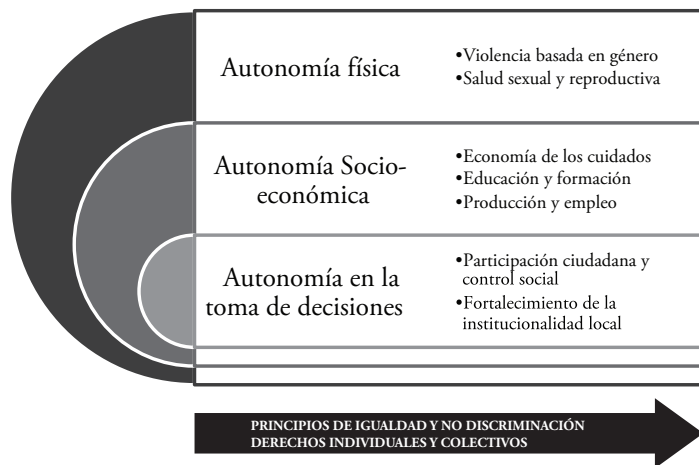 Autonomía física
•Violencia basada en género
•Salud sexual y reproductiva
Autonomía Socio-
económica
•Economía de los cuidados
•Educación y formación
•Producción y empleo
Autonomía en la
toma de decisiones
•Participación ciudadana y
control social
•Fortalecimiento de la
institucionalidad local
PRINCIPIOS DE IGUALDAD Y NO DISCRIMINACIÓN
DERECHOS INDIVIDUALES Y COLECTIVOS